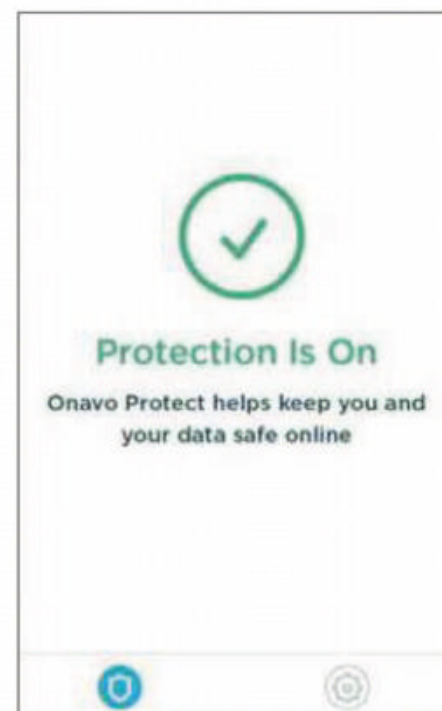 Protection Is On
Onavo Protect helps keep you and
your data safe online